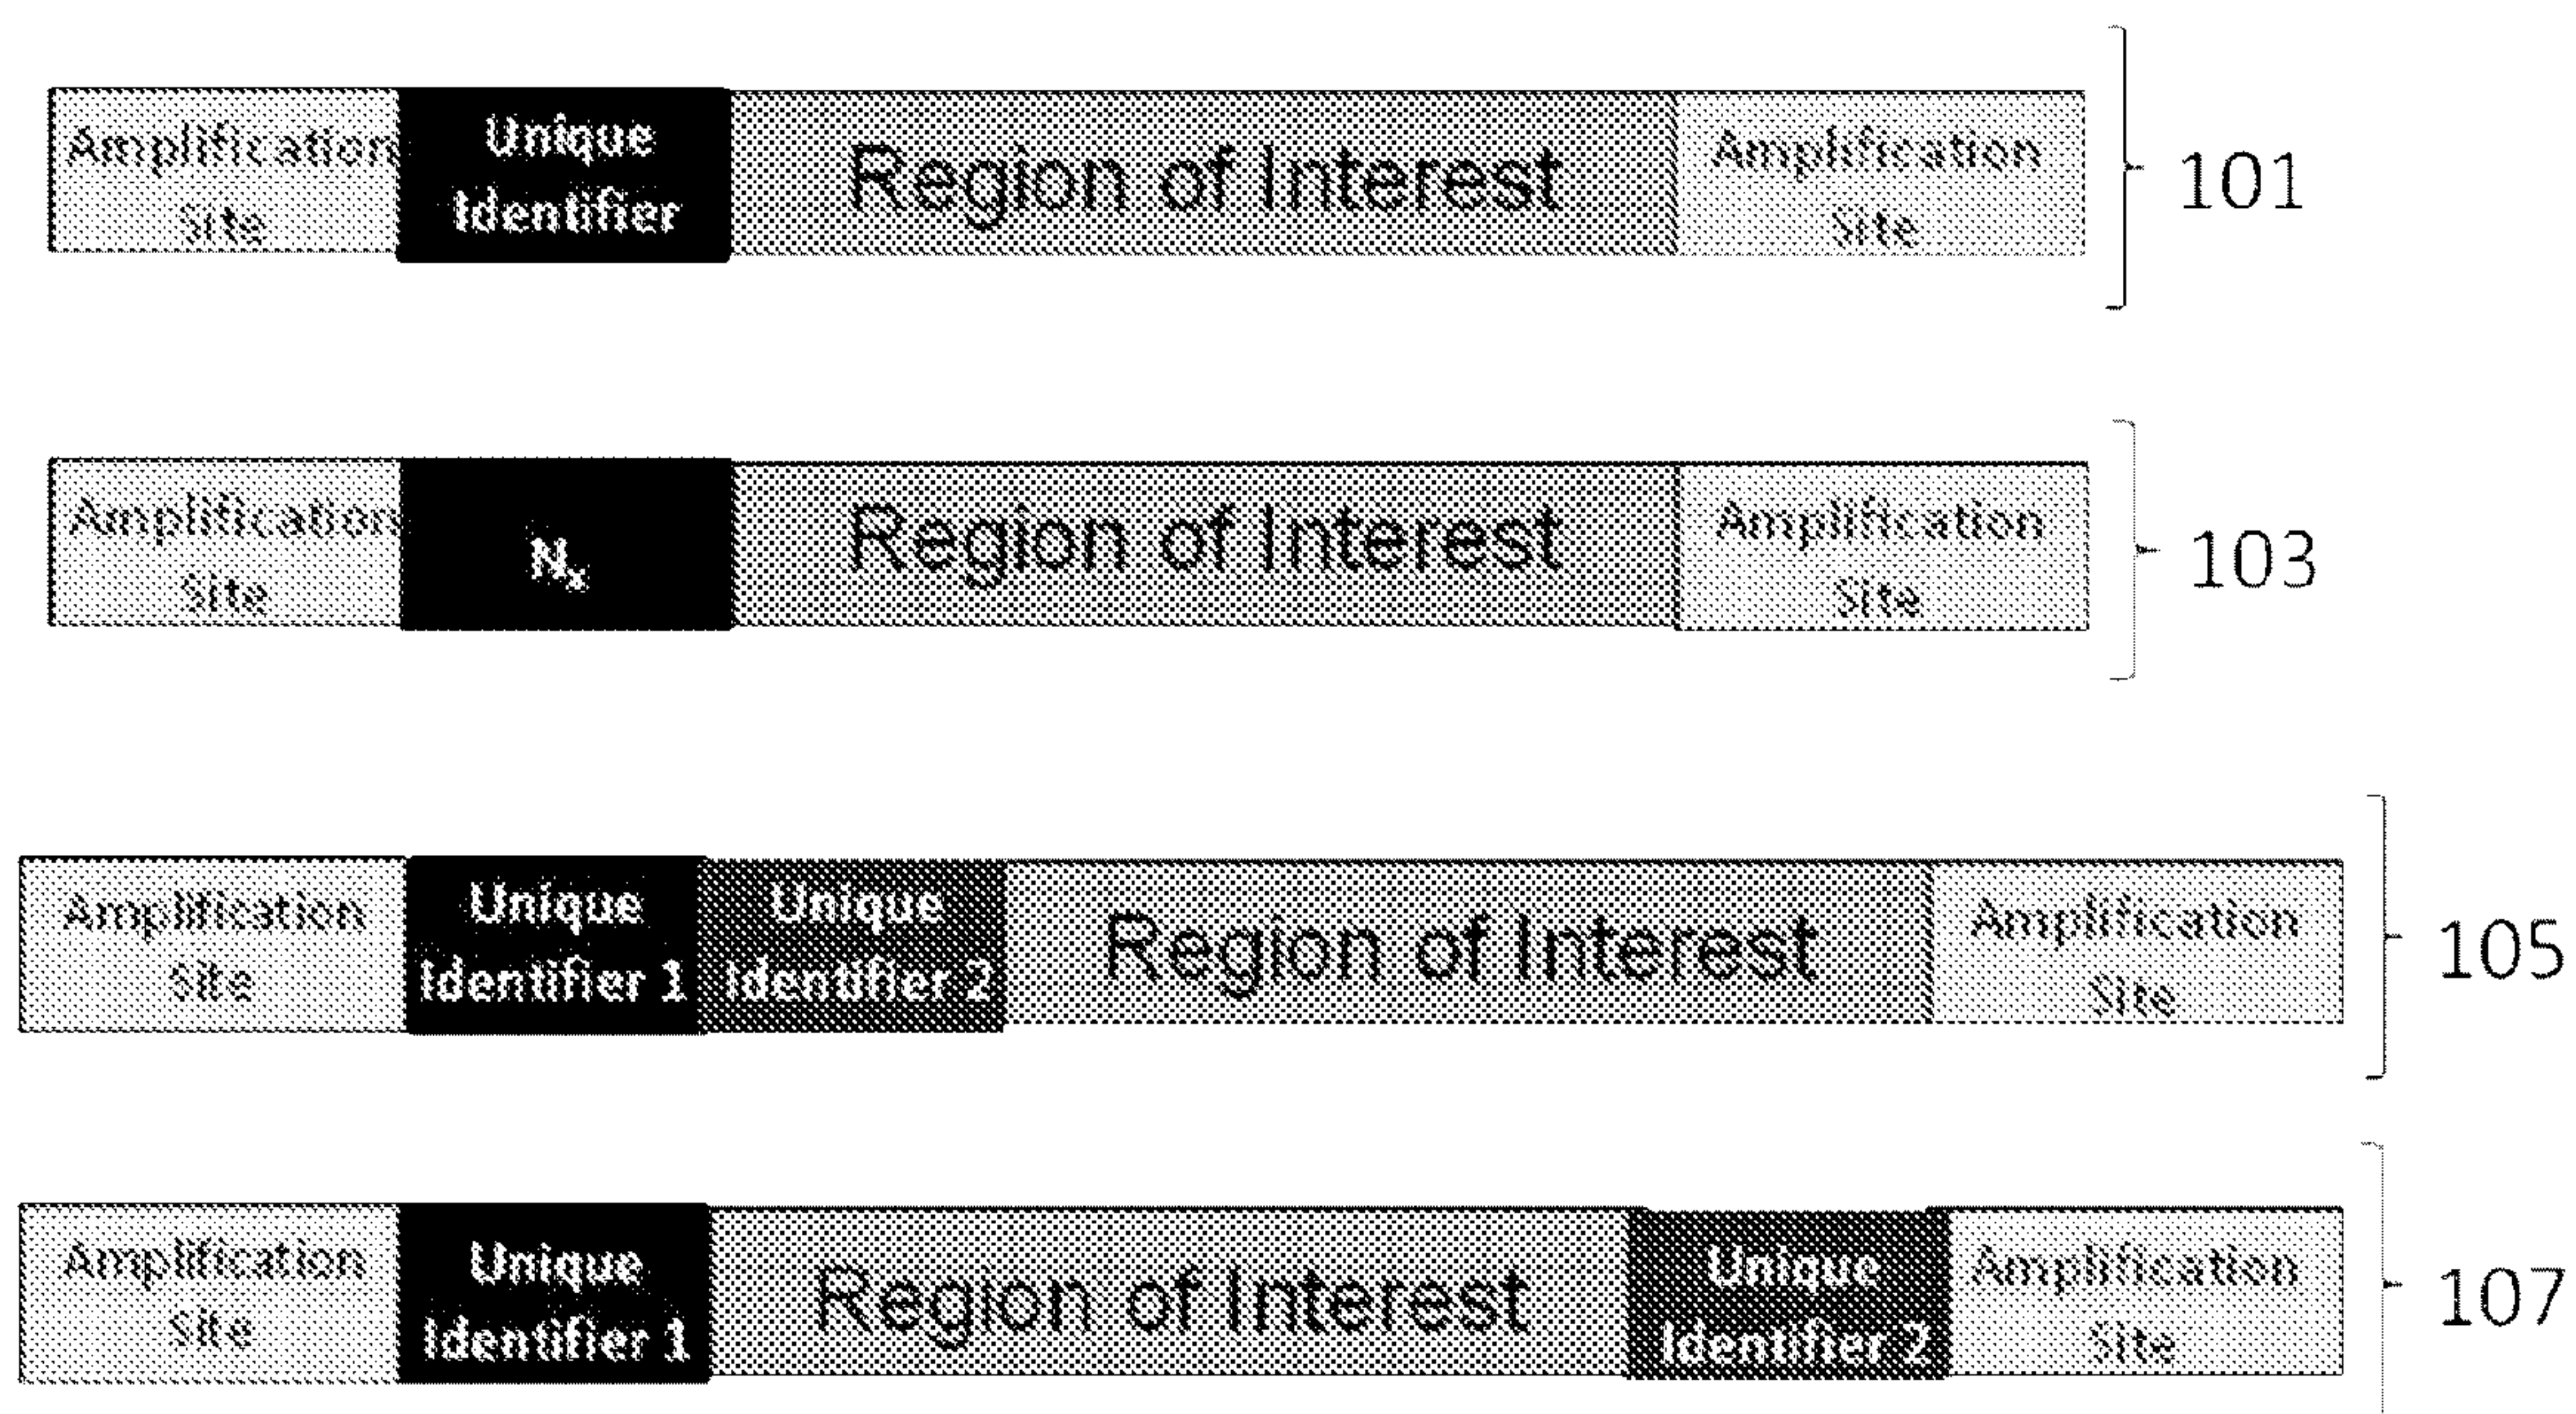 Amplification
Site
Unique
Identifier
Region of Interest
Amplification
Site
101
Amplification
Site
Nx
Region of Interest
Amplification
Site
103
Amplification
Site
Unique
Identifier 1
Unique
Identifier 2
Region of Interest
Amplification
Site
105
Amplification
Site
Unique
Identifier 1
Region of Interest
Unique
Identifier 2
Amplification
Site
107